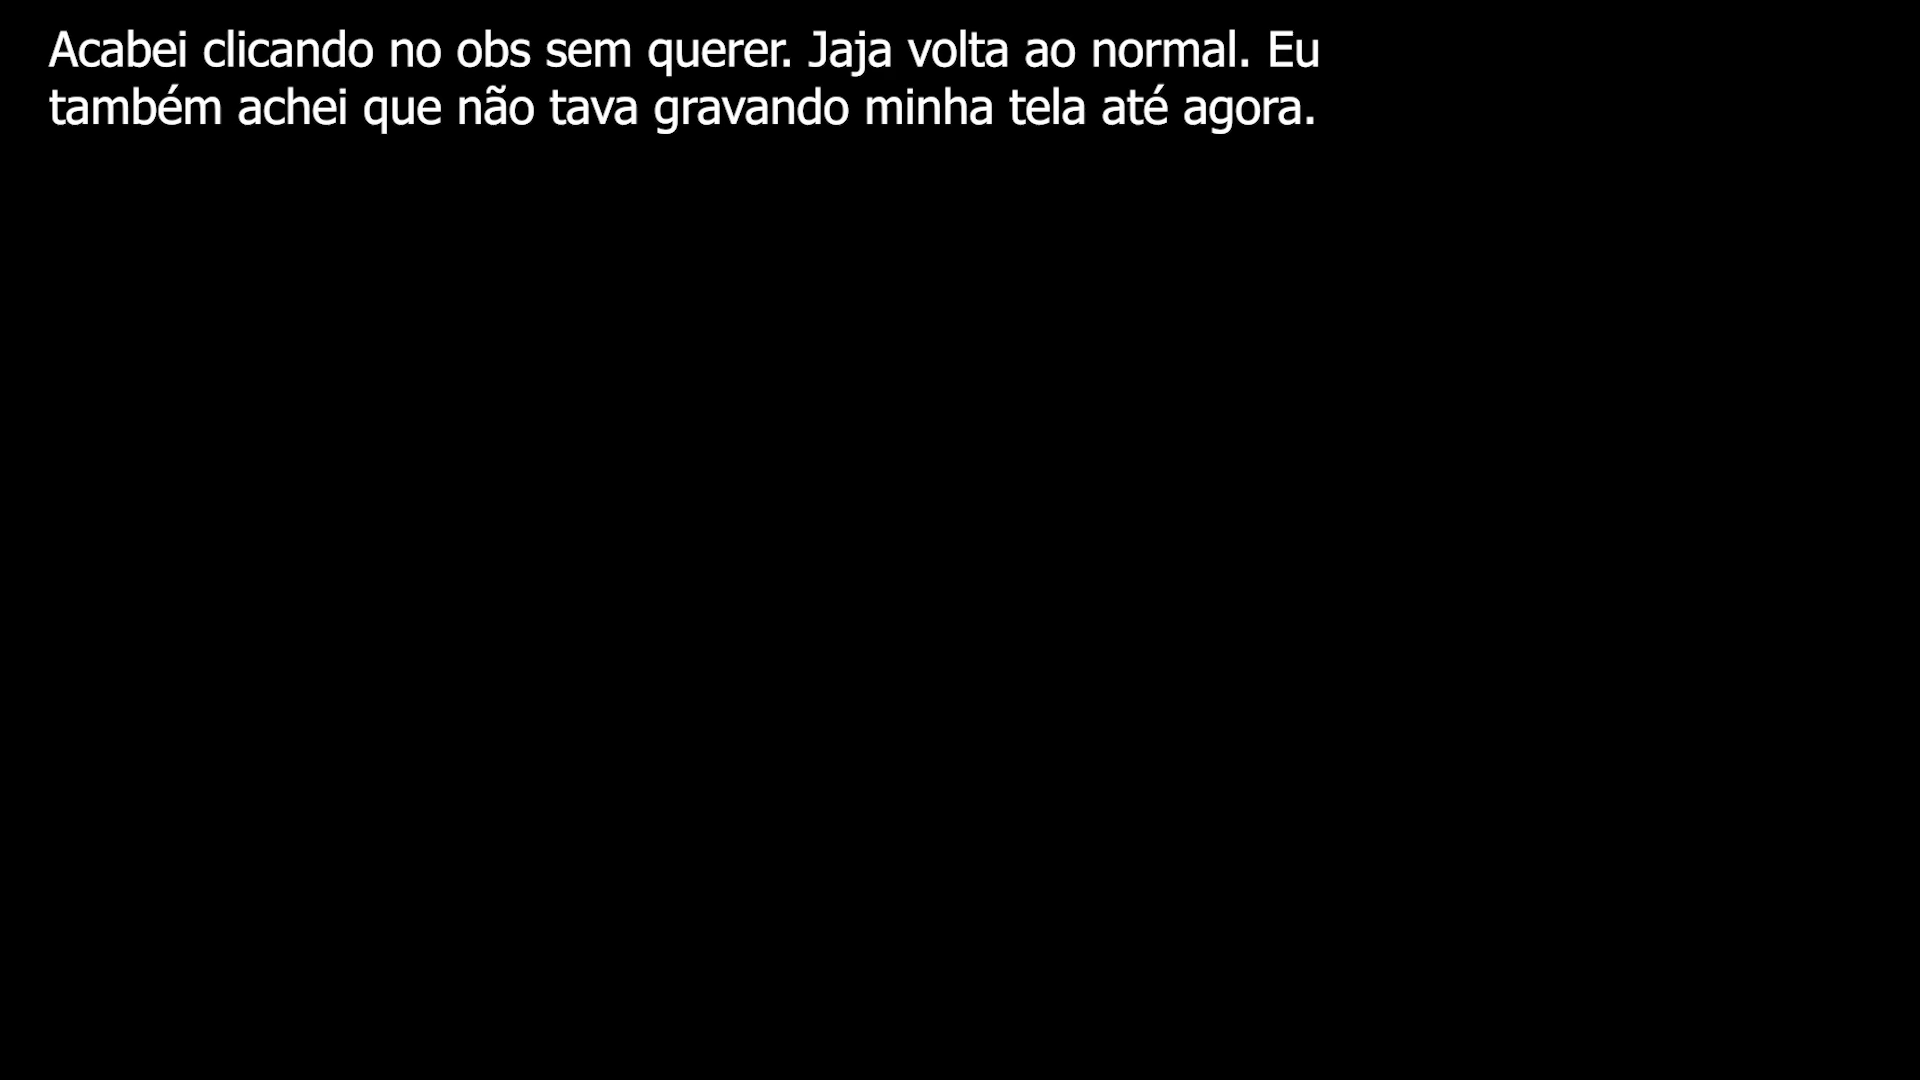 Acabei clicando no obs sem querer. Jaja volta ao normal. Eu
também achei que não tava gravando minha tela até agora.